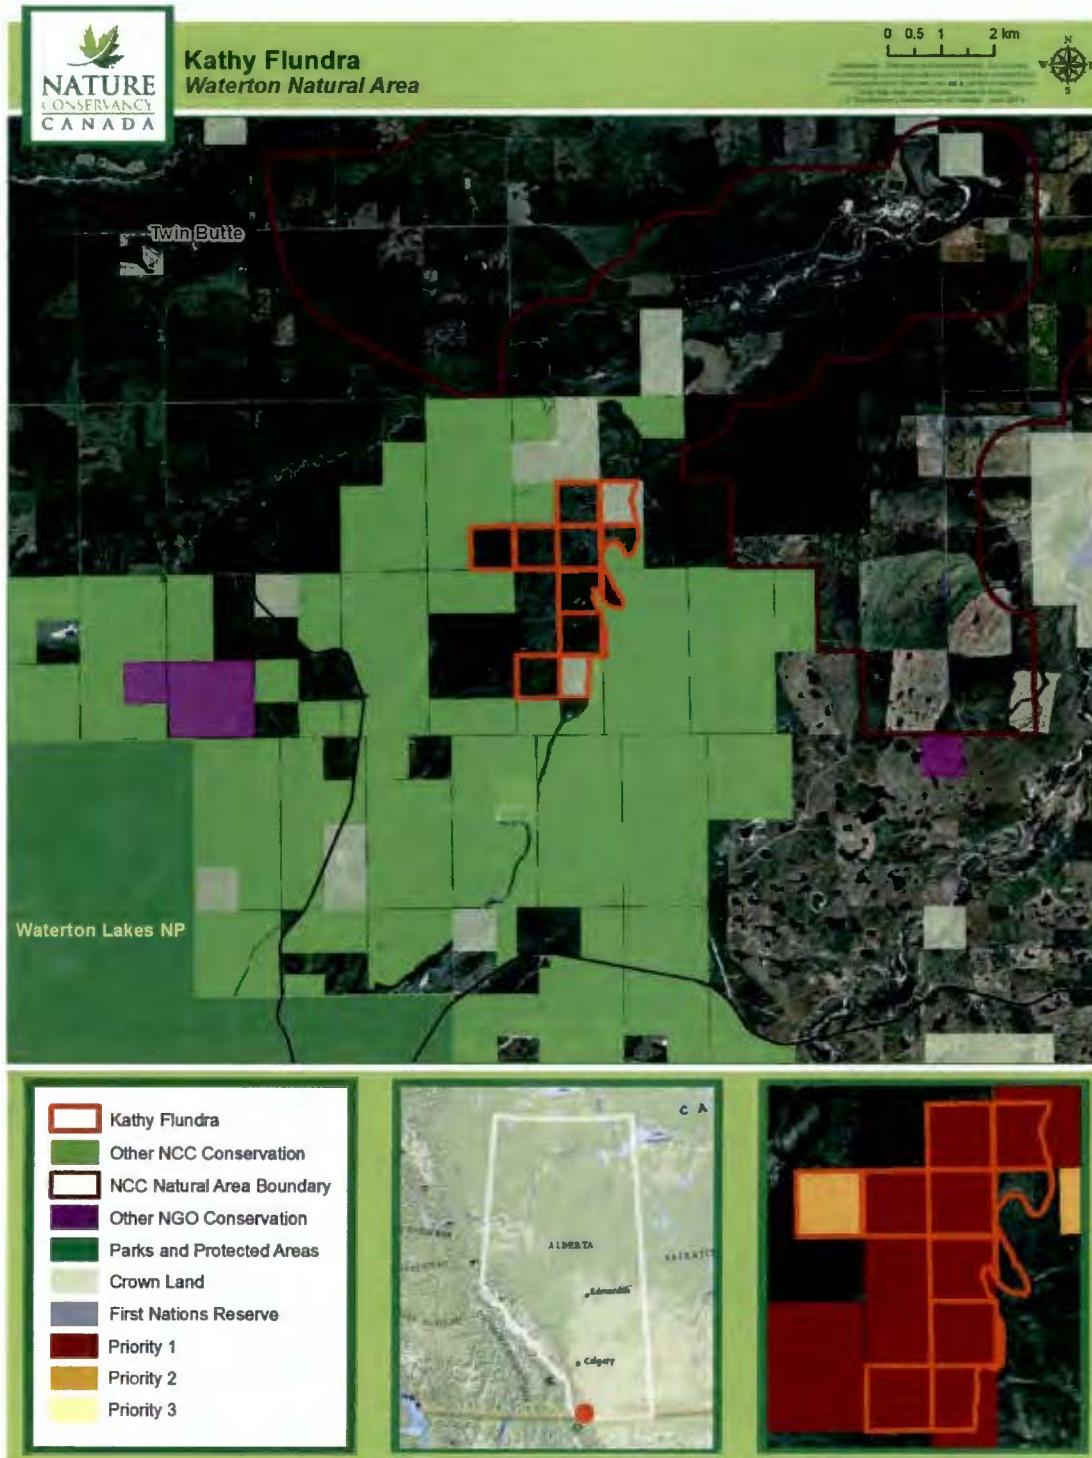 NATURE
CONSERVANCY
CANADA
Kathy Flundra
Waterton Natural Area
0 0.5 1 2 km
N
W
S
Twin Butte
Waterton Lakes NP
Kathy Flundra
Other NCC Conservation
NCC Natural Area Boundary
Other NGO Conservation
Parks and Protected Areas
Crown Land
First Nations Reserve
Priority 1
Priority 2
Priority 3
C A
ALBERTA
Edmonton
Calgary